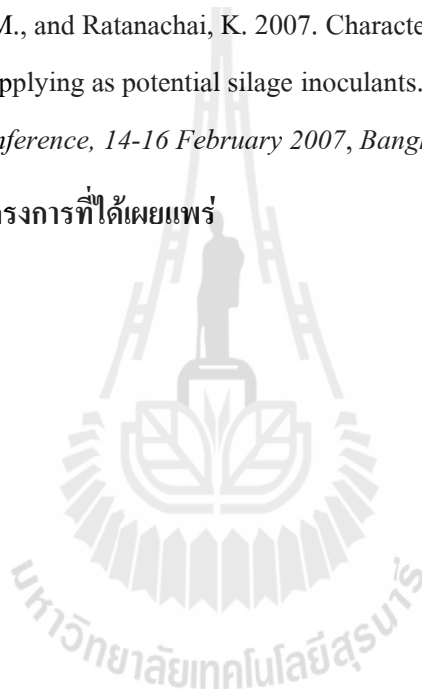 M., and Ratanachai, K. 2007. Characte
pplying as potential silage inoculants.
nference, 14-16 February 2007, Bangk
รงการที่ได้เผยแพร่
มหาวิทยาลัยเทคโนโลยีสุรนารี